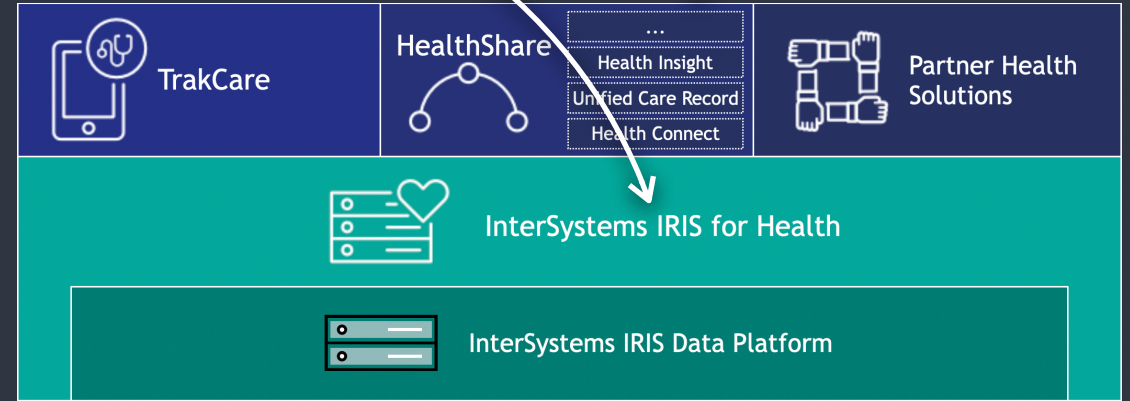 TrakCare
HealthShare
...
Health Insight
Unified Care Record
Health Connect
Partner Health
Solutions
InterSystems IRIS for Health
InterSystems IRIS Data Platform